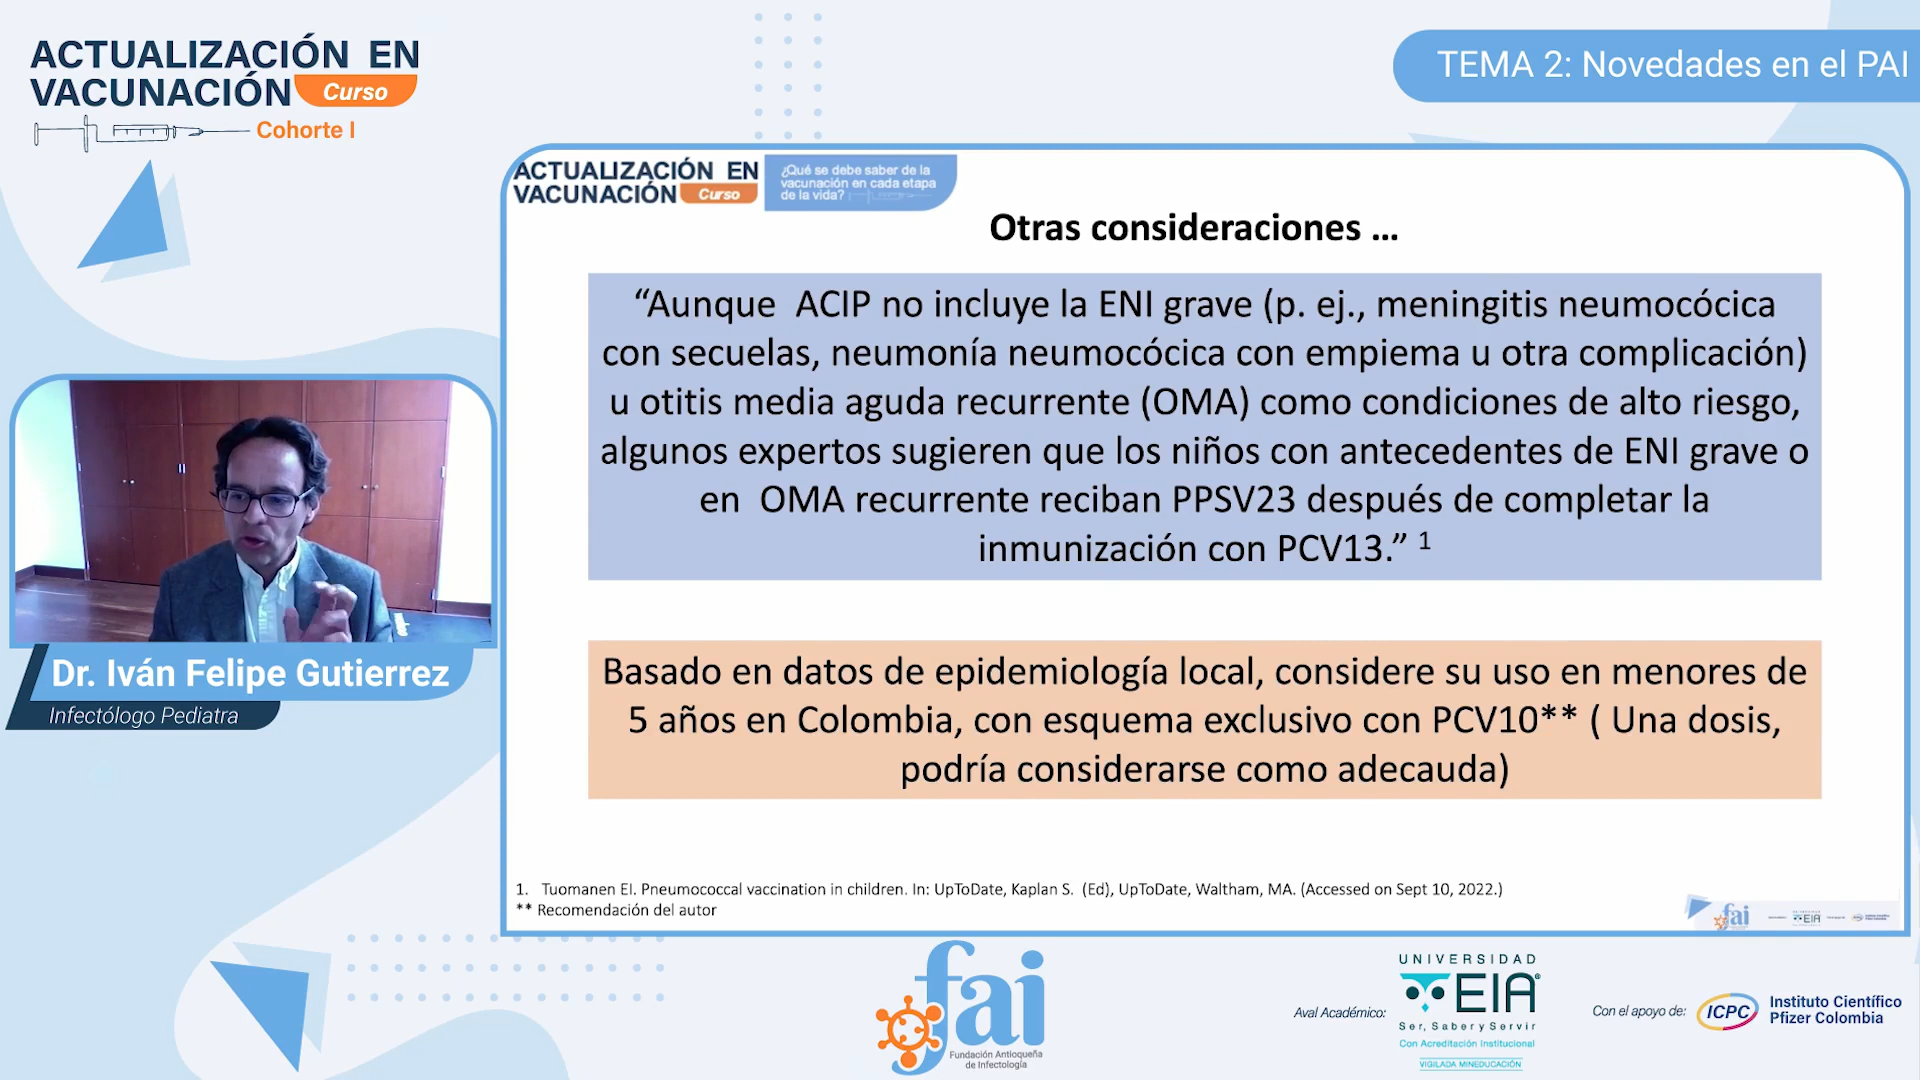 ACTUALIZACIÓN EN
VACUNACIÓN Curso
Cohorte I
TEMA 2: Novedades en el PAI
ACTUALIZACIÓN EN
VACUNACIÓN Curso
¿Qué se debe saber de la
vacunación en cada etapa
de la vida?
Otras consideraciones ...
“Aunque ACIP no incluye la ENI grave (p. ej., meningitis neumocócica
con secuelas, neumonía neumocócica con empiema u otra complicación)
u otitis media aguda recurrente (OMA) como condiciones de alto riesgo,
algunos expertos sugieren que los niños con antecedentes de ENI grave o
en OMA recurrente reciban PPSV23 después de completar la
inmunización con PCV13.” 1
Basado en datos de epidemiología local, considere su uso en menores de
5 años en Colombia, con esquema exclusivo con PCV10** ( Una dosis,
podría considerarse como adecauda)
1. Tuomanen EI. Pneumococcal vaccination in children. In: UpToDate, Kaplan S. (Ed), UpToDate, Waltham, MA. (Accessed on Sept 10, 2022.)
** Recomendación del autor
fai
EIA
Dr. Iván Felipe Gutierrez
Infectólogo Pediatra
fai
Fundación Antioqueña
de Infectología
Aval Académico:
UNIVERSIDAD
EIA
Ser, Saber y Servir
Con Acreditación Institucional
VIGILADA MINEDUCACIÓN
Con el apoyo de:
ICPC
Instituto Científico
Pfizer Colombia